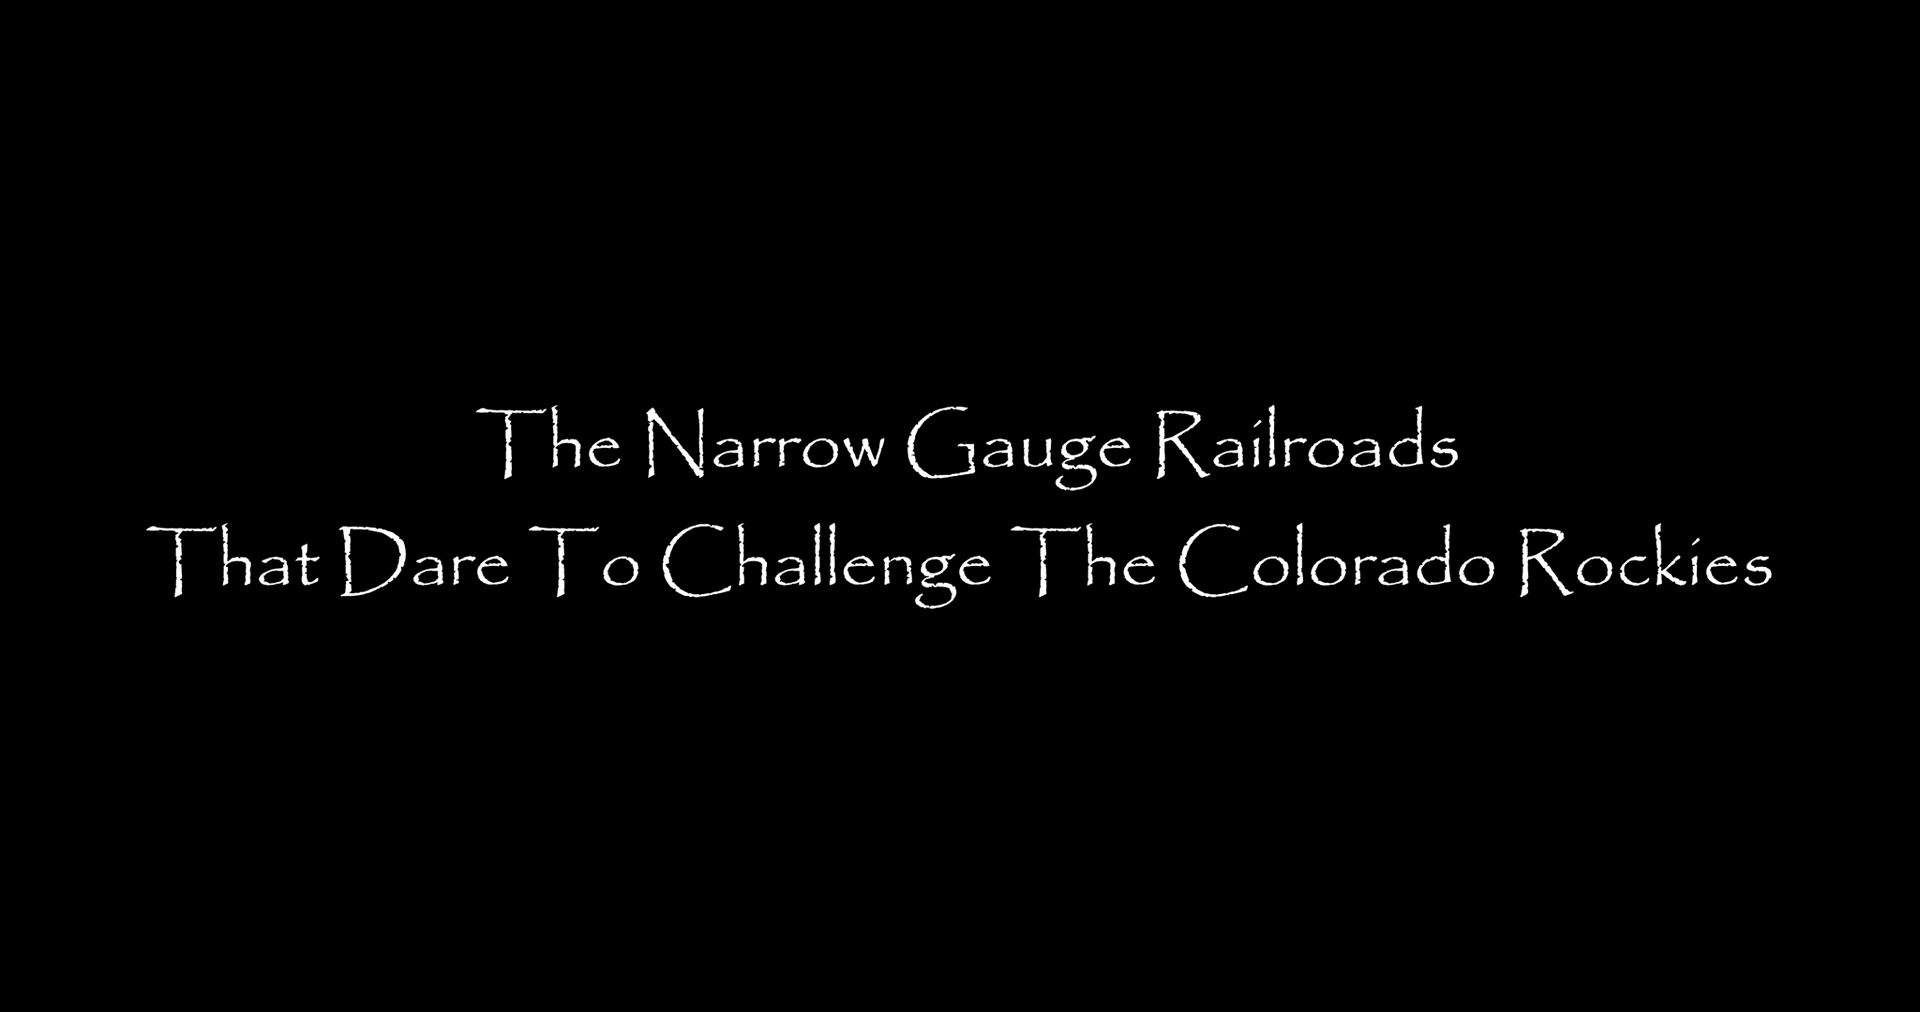 The Narrow Gauge Railroads
That Dare To Challenge The Colorado Rockies